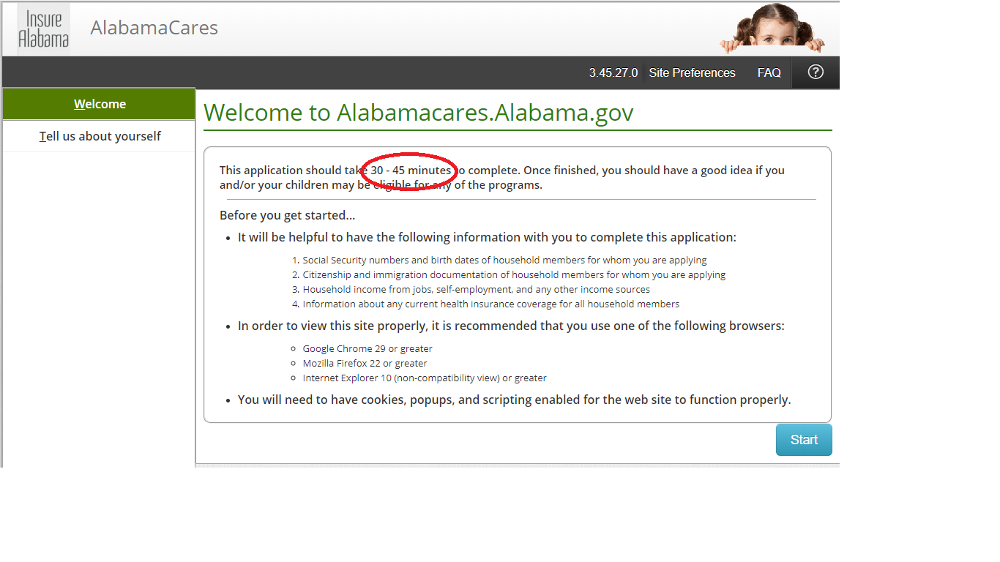 Insure
Alabama
AlabamaCares
3.45.27.0 Site Preferences FAQ ?
Welcome
Tell us about yourself
Welcome to Alabamacares.Alabama.gov
This application should take 30 - 45 minutes to complete. Once finished, you should have a good idea if you
and/or your children may be eligible for any of the programs.
Before you get started...
• It will be helpful to have the following information with you to complete this application:
1. Social Security numbers and birth dates of household members for whom you are applying
2. Citizenship and immigration documentation of household members for whom you are applying
3. Household income from jobs, self-employment, and any other income sources
4. Information about any current health insurance coverage for all household members
• In order to view this site properly, it is recommended that you use one of the following browsers:
Google Chrome 29 or greater
Mozilla Firefox 22 or greater
Internet Explorer 10 (non-compatibility view) or greater
• You will need to have cookies, popups, and scripting enabled for the web site to function properly.
Start